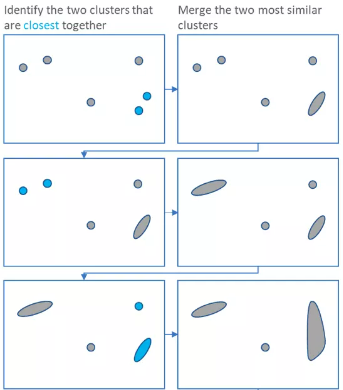 Identify the two clusters that
are closest together
Merge the two most similar
clusters